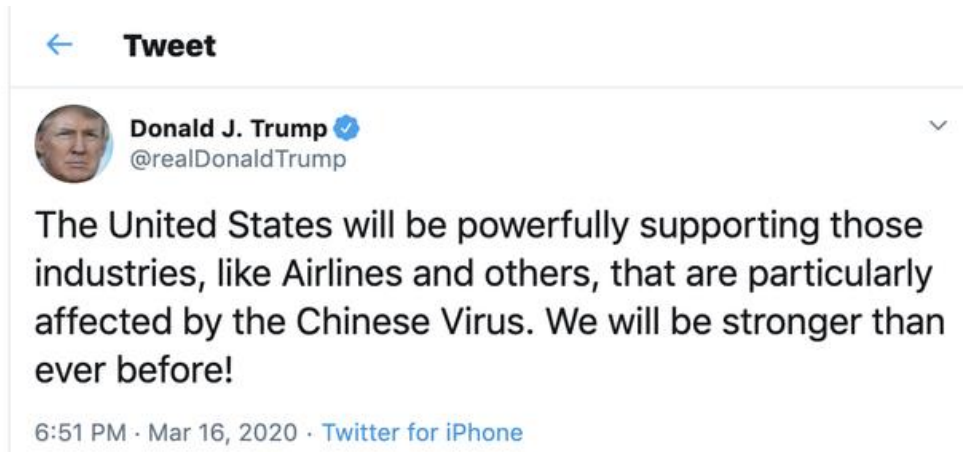 Tweet
Donald J. Trump
@realDonaldTrump
The United States will be powerfully supporting those
industries, like Airlines and others, that are particularly
affected by the Chinese Virus. We will be stronger than
ever before!
6:51 PM · Mar 16, 2020 · Twitter for iPhone